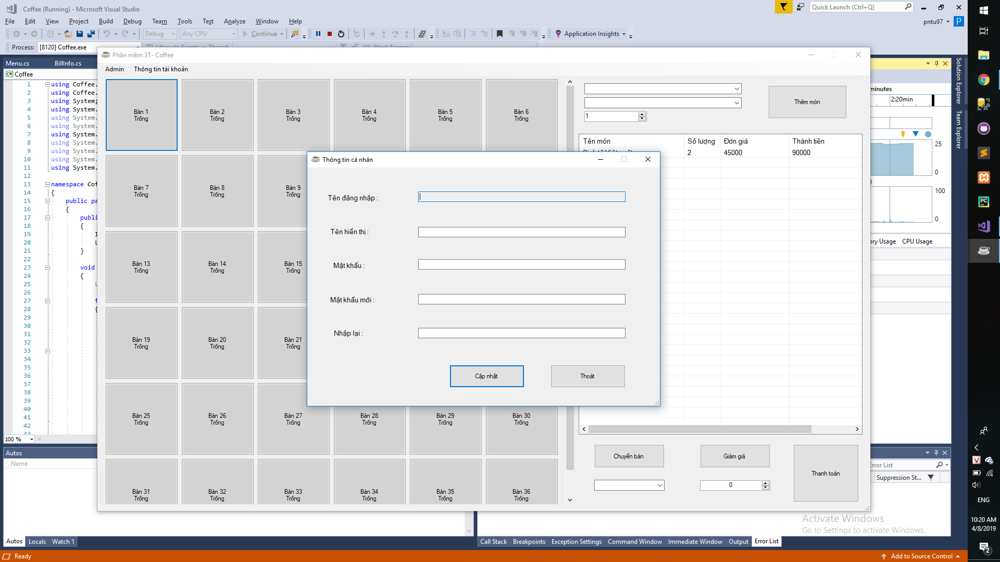 Coffee (Running) - Microsoft Visual Studio
Quick Launch (Ctrl+Q)
File Edit View Project Build Debug Team Tools Test Analyze Window Help
pntu97 P
Debug Any CPU Continue Application Insights
Process: [8120] Coffee.exe
Phần mềm 3T- Coffee
Admin Thông tin tài khoản
Menu.cs BillInfo.cs
Coffee
1 using Coffee.
2 using Coffee.
3 using System;
4 using System.
5 using System.
6 using System.
7 using System.
8 using System.
9 using System.
10 using System.
11 using System.
12
13 namespace Cof
14 {
15 public pa
16 {
17 publi
18 {
19 I
20 L
21 }
22
23 void
24 {
25 L
26
27 f
28 {
29
30
31
32
33
34
35
36
37
38
39
40
41
42
43
100 %
Bàn 1
Trống
Bàn 2
Trống
Bàn 3
Trống
Bàn 4
Trống
Bàn 5
Trống
Bàn 6
Trống
Bàn 7
Trống
Bàn 8
Trống
Bàn 9
Trống
Bàn 13
Trống
Bàn 14
Trống
Bàn 15
Trống
Bàn 19
Trống
Bàn 20
Trống
Bàn 21
Trống
Bàn 25
Trống
Bàn 26
Trống
Bàn 27
Trống
Bàn 28
Trống
Bàn 29
Trống
Bàn 30
Trống
Bàn 31
Trống
Bàn 32
Trống
Bàn 33
Trống
Bàn 34
Trống
Bàn 35
Trống
Bàn 36
Trống
1
Thêm món
Tên món Số lượng Đơn giá Thành tiền
2 45000 90000
Thông tin cá nhân
Tên đăng nhập :
Tên hiển thị :
Mật khẩu :
Mật khẩu mới :
Nhập lại :
Cập nhật Thoát
Chuyển bàn Giảm giá Thanh toán
0
minutes
2:20min
25
0
100
0
ory Usage CPU Usage
Solution Explorer
Team Explorer
Autos
Name
Error List
Suppression St...
Activate Windows
Go to Settings to activate Windows.
Autos Locals Watch 1
Call Stack Breakpoints Exception Settings Command Window Immediate Window Output Error List
Ready
Add to Source Control
ENG
10:20 AM
4/8/2019
2